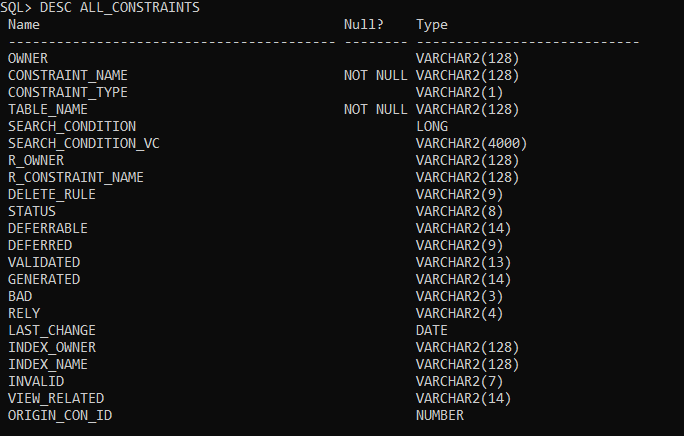 SQL> DESC ALL_CONSTRAINTS
Name Null? Type
----------------------------------------- -------- ----------------------------
OWNER VARCHAR2(128)
CONSTRAINT_NAME NOT NULL VARCHAR2(128)
CONSTRAINT_TYPE VARCHAR2(1)
TABLE_NAME NOT NULL VARCHAR2(128)
SEARCH_CONDITION LONG
SEARCH_CONDITION_VC VARCHAR2(4000)
R_OWNER VARCHAR2(128)
R_CONSTRAINT_NAME VARCHAR2(128)
DELETE_RULE VARCHAR2(9)
STATUS VARCHAR2(8)
DEFERRABLE VARCHAR2(14)
DEFERRED VARCHAR2(9)
VALIDATED VARCHAR2(13)
GENERATED VARCHAR2(14)
BAD VARCHAR2(3)
RELY VARCHAR2(4)
LAST_CHANGE DATE
INDEX_OWNER VARCHAR2(128)
INDEX_NAME VARCHAR2(128)
INVALID VARCHAR2(7)
VIEW_RELATED VARCHAR2(14)
ORIGIN_CON_ID NUMBER